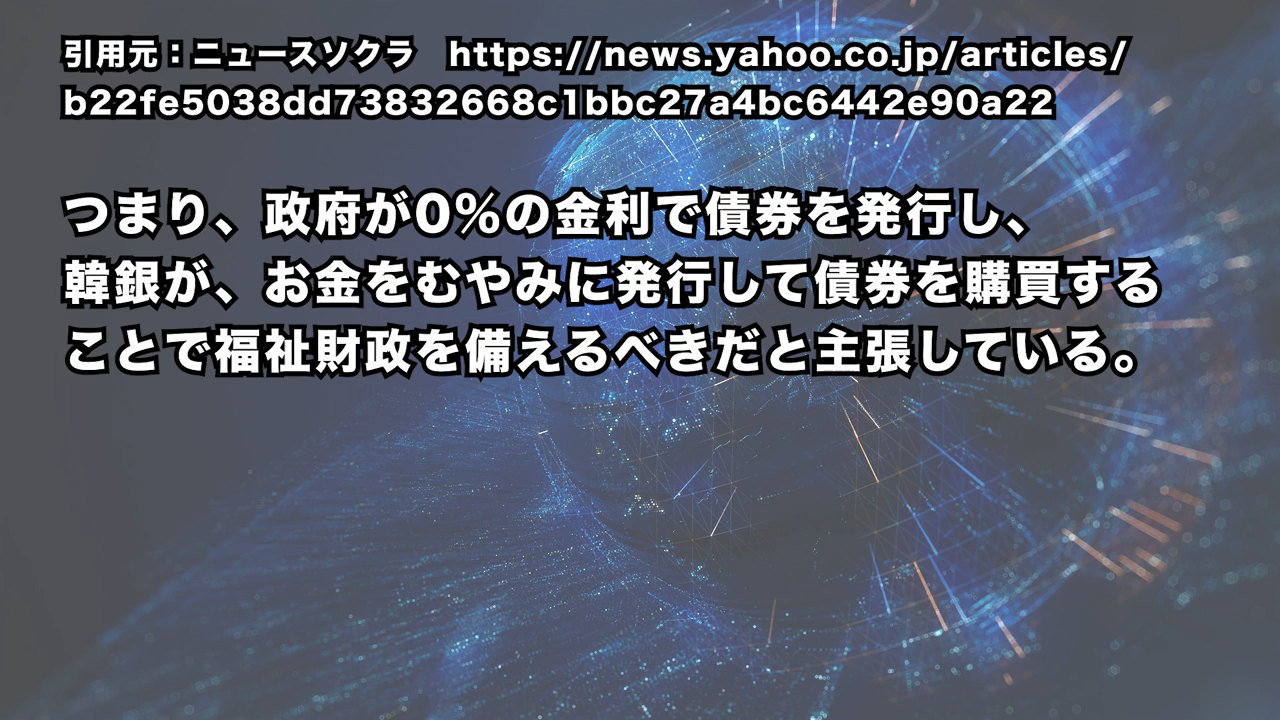 引用元：ニュースソクラ　https://news.yahoo.co.jp/articles/
b22fe5038dd73832668c1bbc27a4bc6442e90a22
つまり、政府が0％の金利で債券を発行し、
韓銀が、お金をむやみに発行して債券を購買する
ことで福祉財政を備えるべきだと主張している。